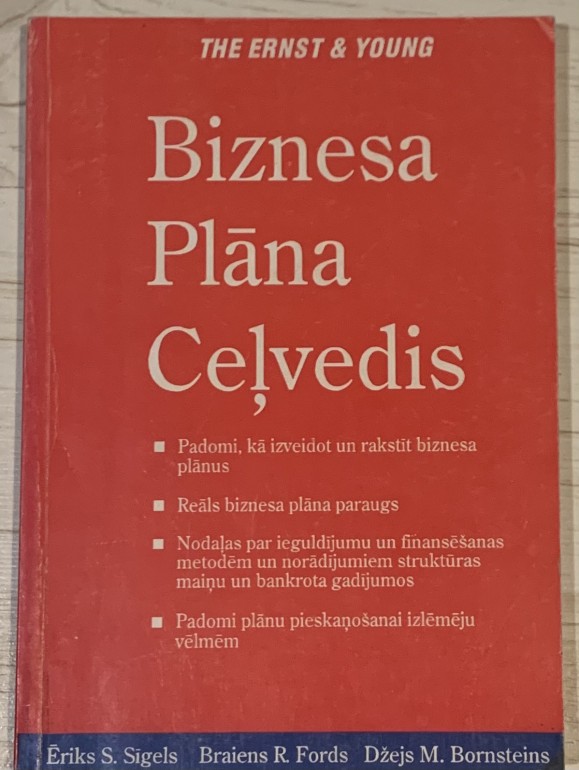 THE ERNST & YOUNG
Biznesa
Plāna
Ceļvedis
Padomi, kā izveidot un rakstīt biznesa
plānus
Reāls biznesa plāna paraugs
Nodaļas par ieguldījumu un finansēšanas
metodēm un norādījumiem struktūras
maiņu un bankrota gadījumos
Padomi plānu pieskaņošanai izlēmēju
vēlmēm
Ēriks S. Sīgels Braiens R. Fords Džejs M. Bornsteins